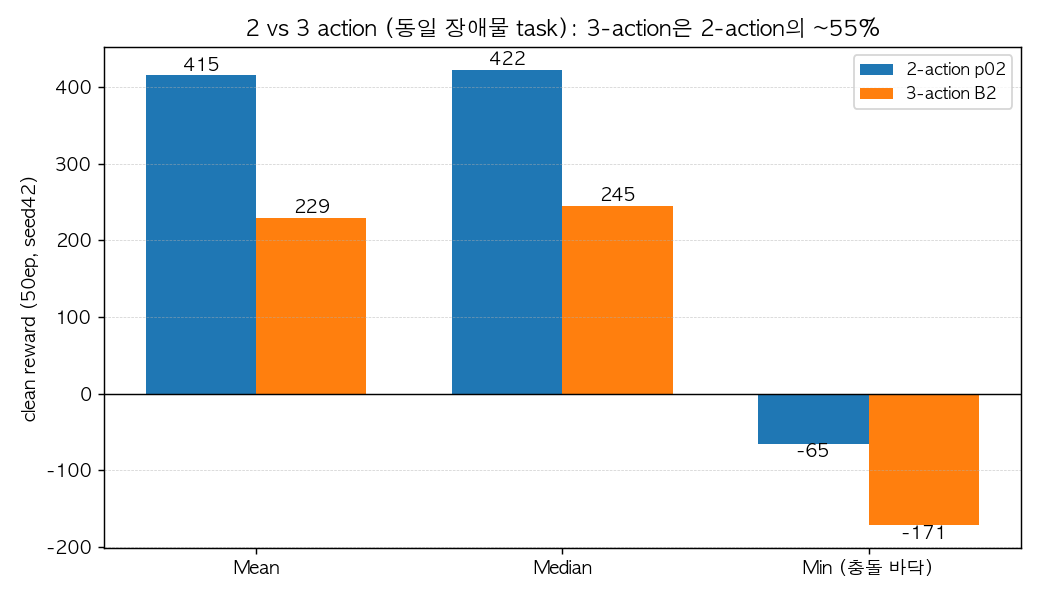 2 vs 3 action (동일 장애물 task): 3-action은 2-action의 ~55%
415
422
2-action p02
3-action B2
400
300
229
245
200
100
0
-65
-100
-171
-200
clean reward (50ep, seed42)
Mean
Median
Min (충돌 바닥)